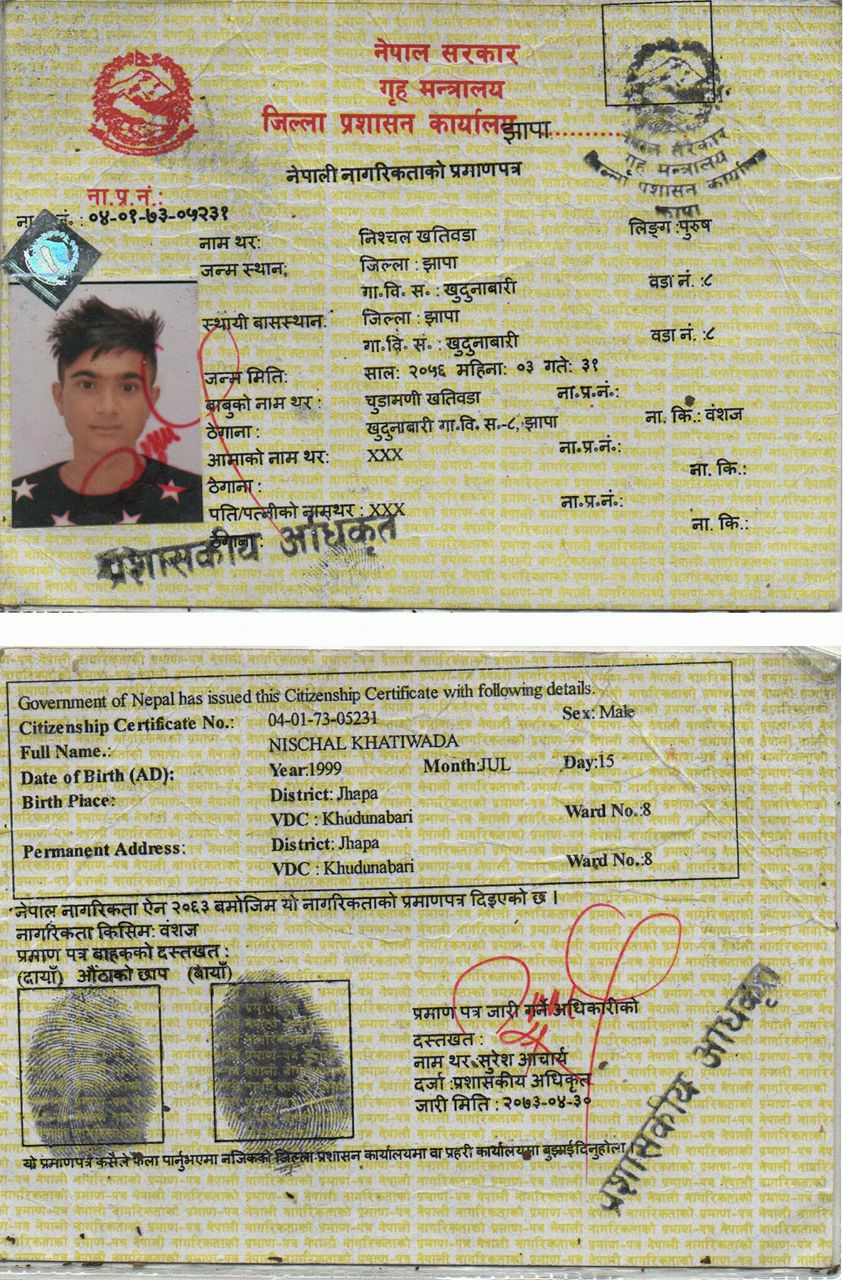 नेपाल सरकार
गृह मन्त्रालय
जिल्ला प्रशासन कार्यालय झापा............
नेपाल सरकार
गृह मन्त्रालय
जिल्ला प्रशासन कार्यालय
झापा
नेपाली नागरिकताको प्रमाणपत्र
ना.प्र.नं.:
ना. नं. : ०४-०१-७३-०५२३१
नाम थर: निश्चल खतिवडा लिङ्ग :पुरुष
जन्म स्थान: जिल्ला : झापा
गा.वि. स. : खुदुनाबारी वडा नं. :८
स्थायी बासस्थान: जिल्ला : झापा
गा.वि. सं. : खुदुनाबारी वडा नं. :८
जन्म मिति: साल: २०५६ महिना: ०३ गते: ३१
बाबुको नाम थर : चुडामणी खतिवडा ना.प्र.नं.:
ठेगाना : खुदुनाबारी गा.वि. स.-८, झापा ना. कि.: वंशज
आमाको नाम थर: XXX ना.प्र.नं.:
ठेगाना : ना. कि.:
पति/पत्नीको नामथर : XXX ना.प्र.नं.:
ठेगाना: ना. कि.:
प्रशासकीय अधिकृत
Government of Nepal has issued this Citizenship Certificate with following details.
Citizenship Certificate No.: 04-01-73-05231 Sex: Male
Full Name.: NISCHAL KHATIWADA
Date of Birth (AD): Year:1999 Month:JUL Day:15
Birth Place: District: Jhapa
VDC : Khudunabari Ward No.:8
Permanent Address: District: Jhapa
VDC : Khudunabari Ward No.:8
नेपाल नागरिकता ऐन २०६३ बमोजिम यो नागरिकताको प्रमाणपत्र दिइएको छ ।
नागरिकता किसिम: वंशज
प्रमाण पत्र बाहकको दस्तखत :
(दायाँ) औंठाको छाप (बायाँ)
प्रमाण पत्र जारी गर्ने अधिकारीको
दस्तखत :
नाम थर :सुरेश आचार्य
दर्जा :प्रशासकीय अधिकृत
जारी मिति : २०७३-०४-३०
प्रशासकीय अधिकृत
यो प्रमाणपत्र कसैले फेला पार्नुभएमा नजिकको जिल्ला प्रशासन कार्यालयमा वा प्रहरी कार्यालयमा बुझाईदिनुहोला ।